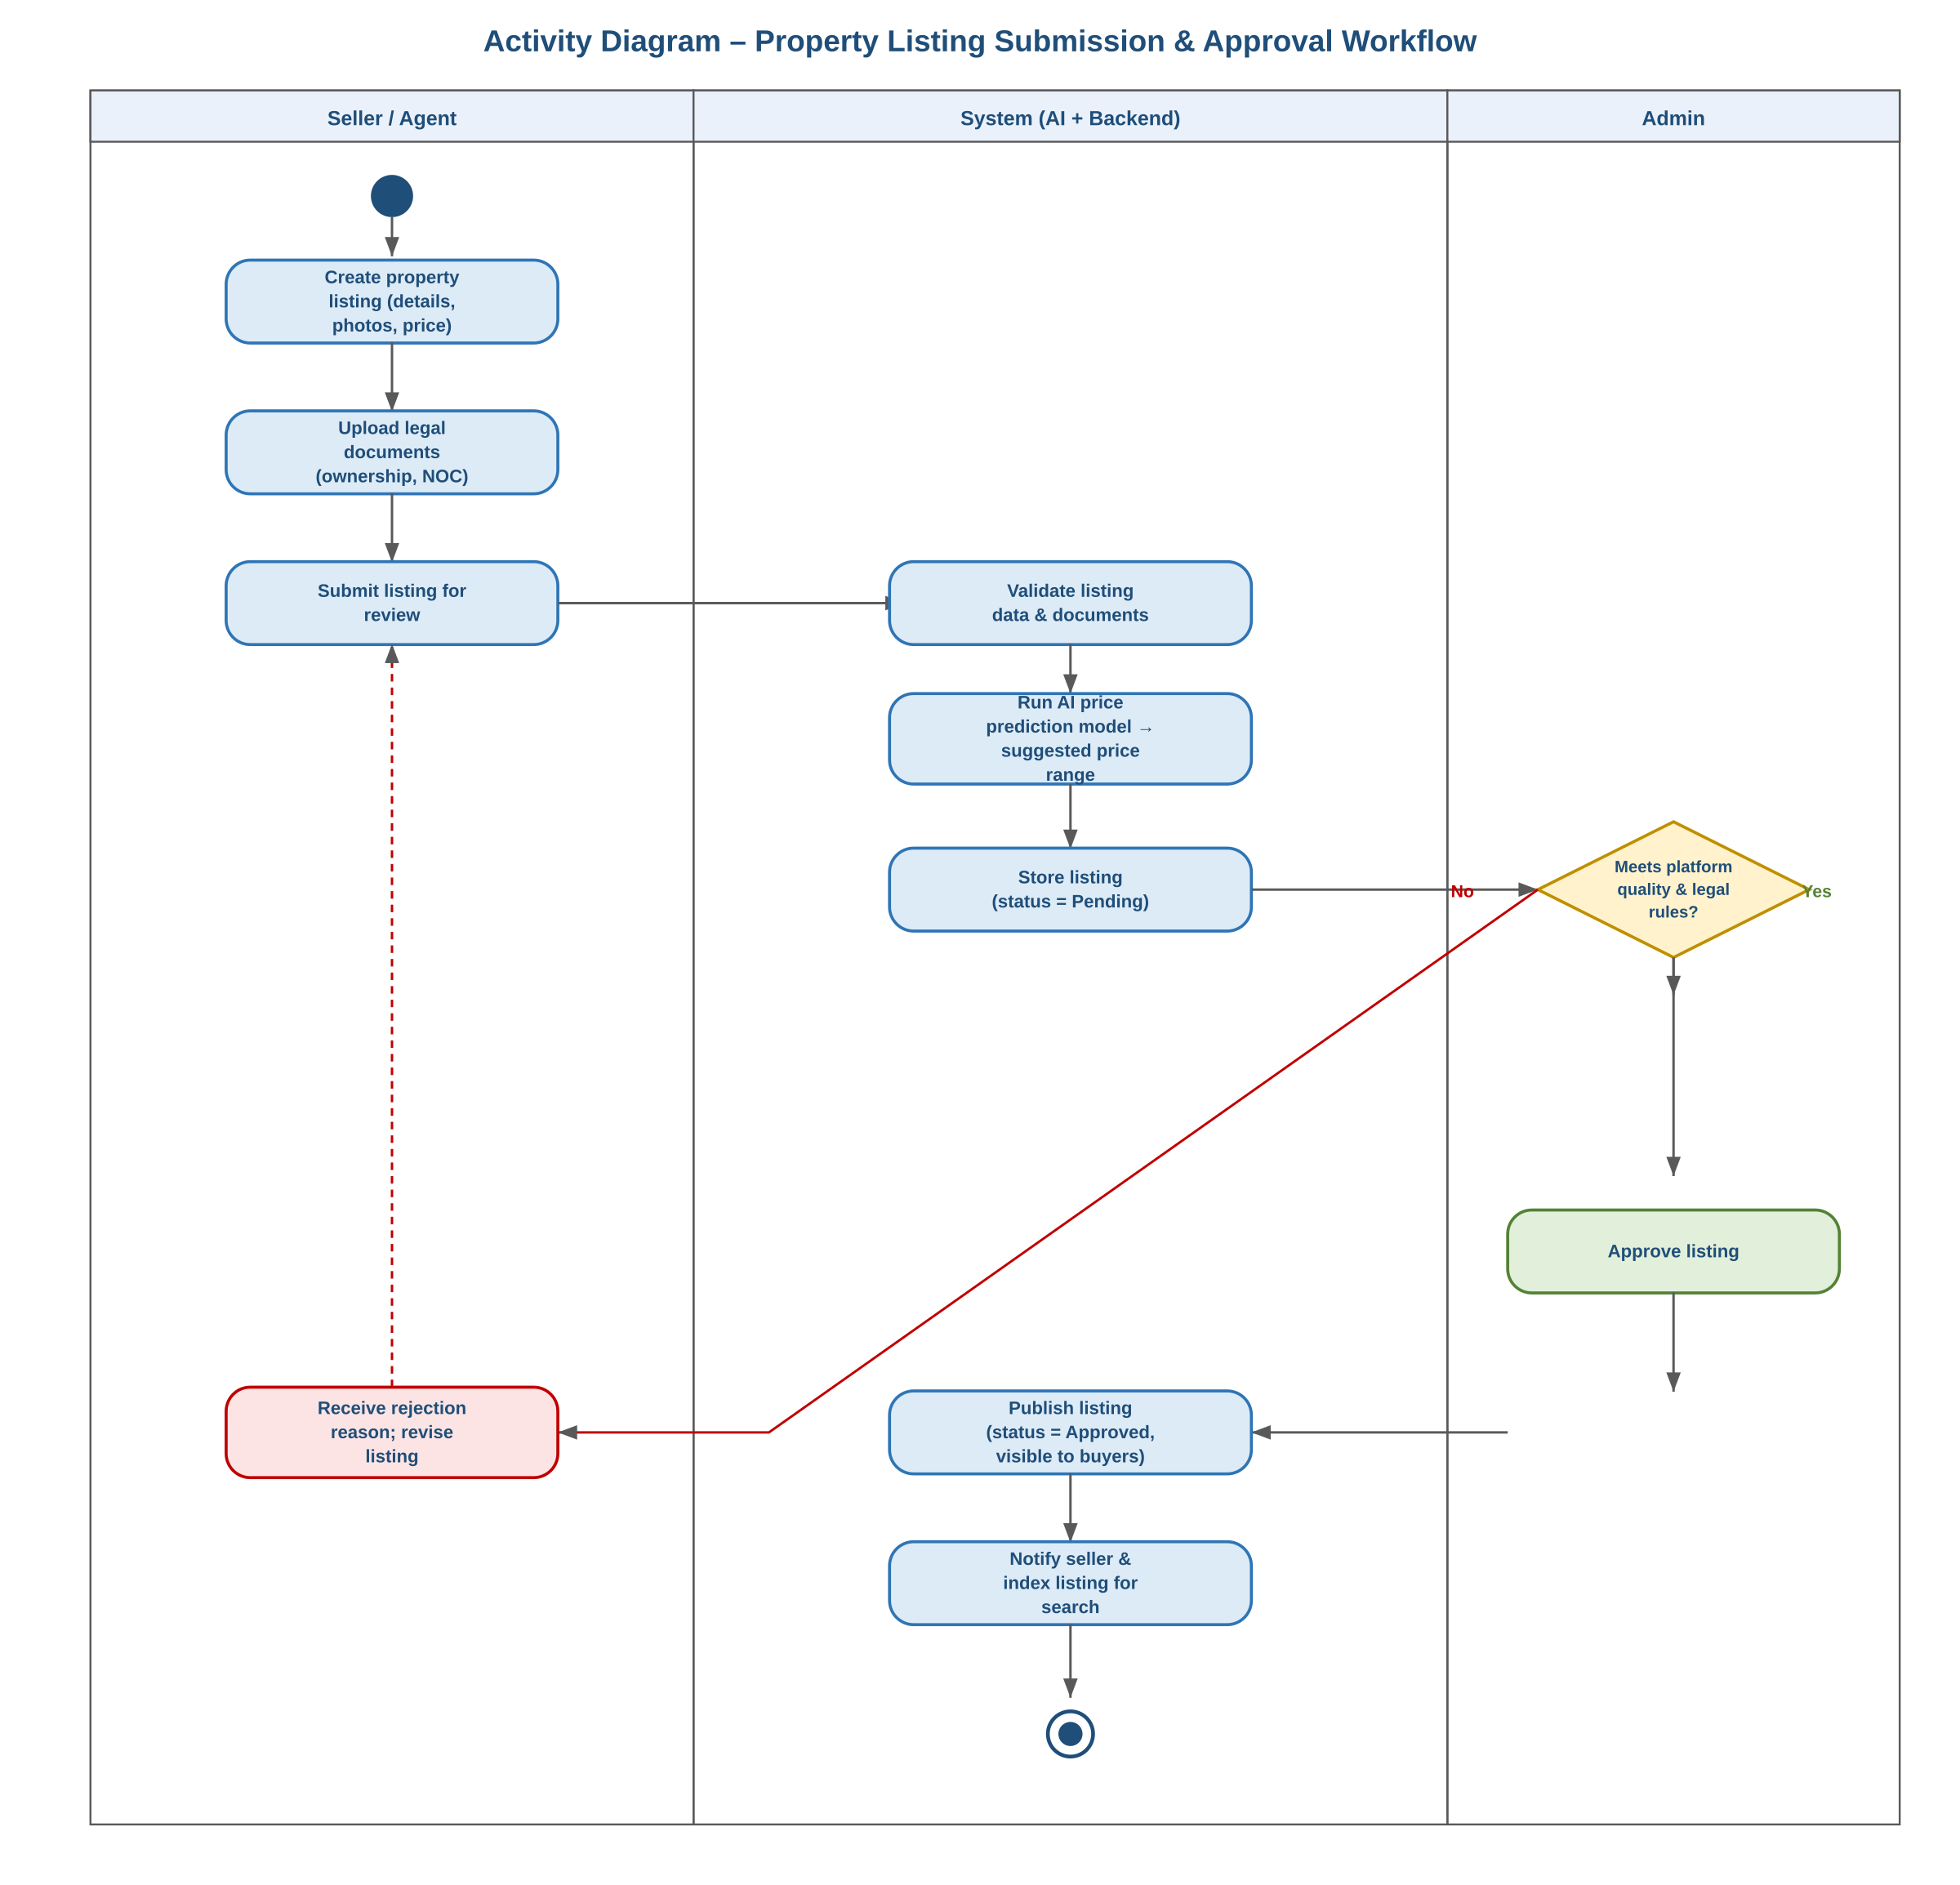 Activity Diagram – Property Listing Submission & Approval Workflow
Seller / Agent
System (AI + Backend)
Admin
Create property
listing (details,
photos, price)
Upload legal
documents
(ownership, NOC)
Submit listing for
review
Validate listing
data & documents
Run AI price
prediction model →
suggested price
range
Store listing
(status = Pending)
No
Meets platform
quality & legal
rules?
Yes
Approve listing
Receive rejection
reason; revise
listing
Publish listing
(status = Approved,
visible to buyers)
Notify seller &
index listing for
search